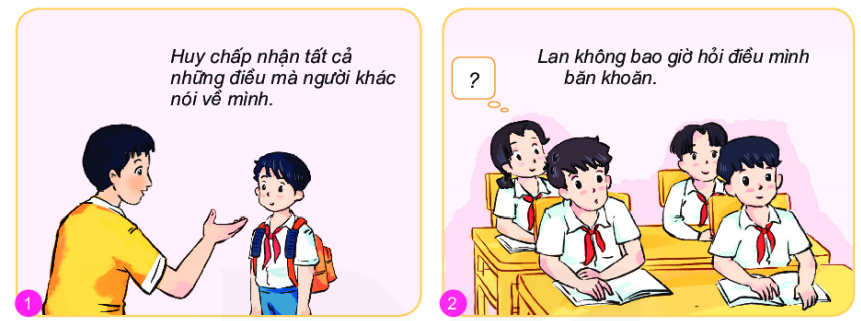 Huy chấp nhận tất cả
những điều mà người khác
nói về mình.
1
Lan không bao giờ hỏi điều mình
băn khoăn.
?
2